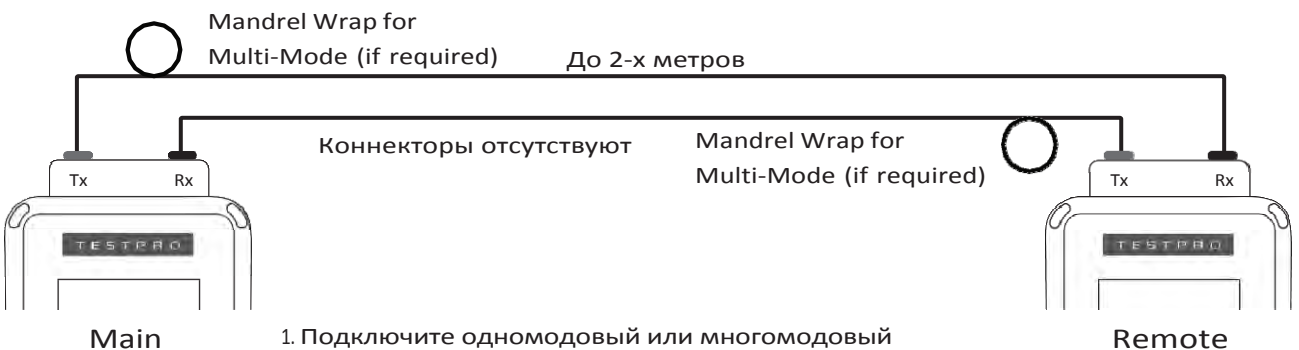 Mandrel Wrap for
Multi-Mode (if required)
До 2-х метров
Коннекторы отсутствуют
Mandrel Wrap for
Multi-Mode (if required)
Tx
Rx
Tx
Rx
TESTPRO
TESTPRO
Main
1. Подключите одномодовый или многомодовый
Remote